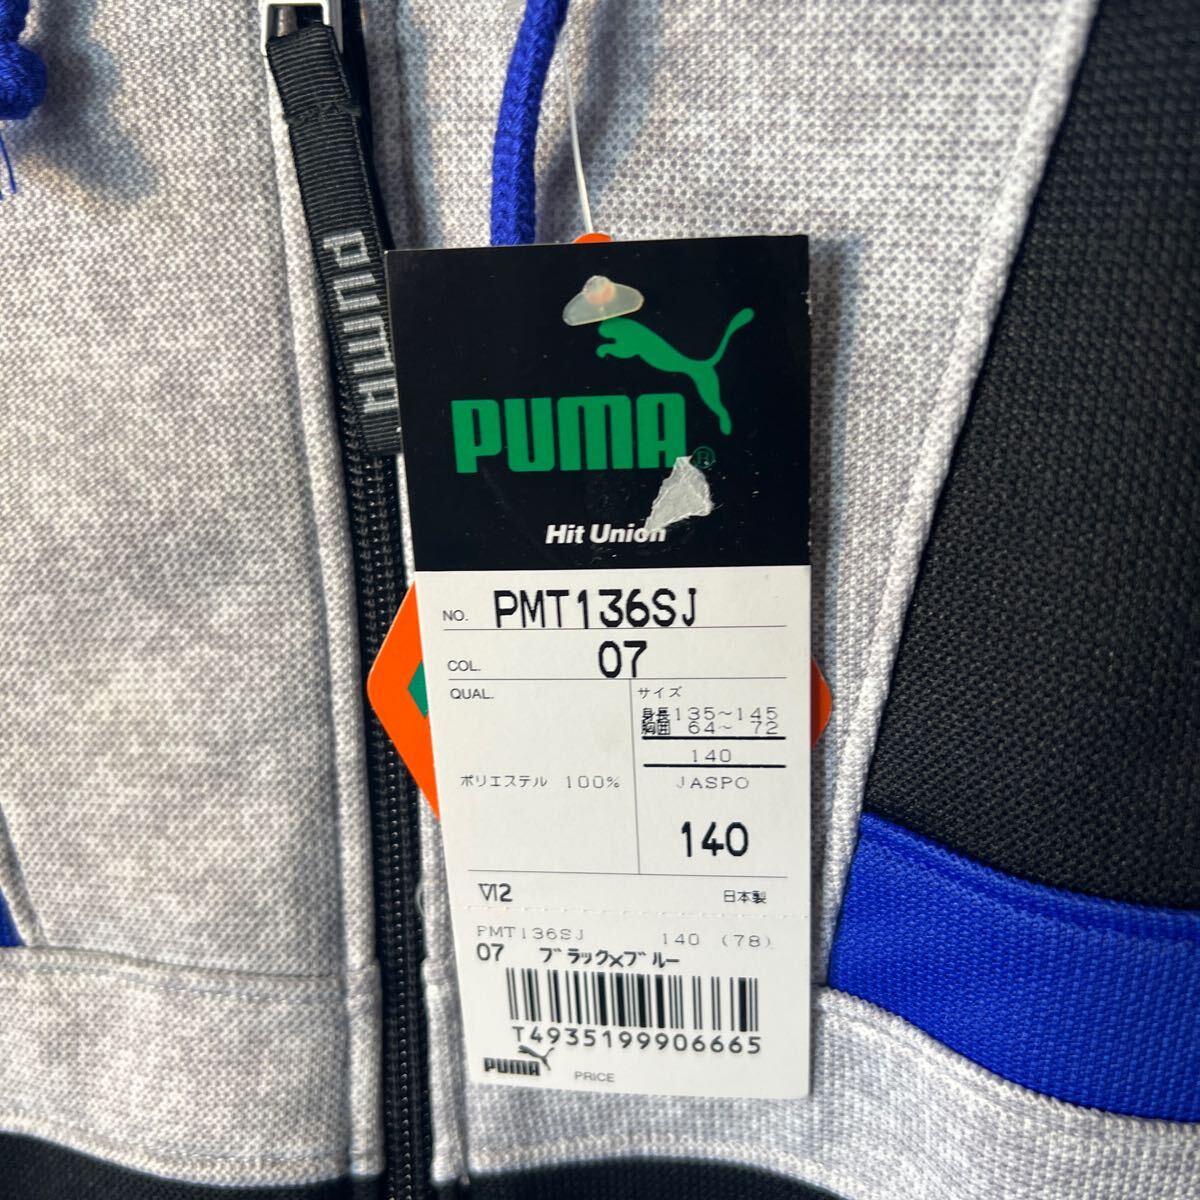 PUMA
PUMA®
Hit Union
NO. PMT136SJ
COL. 07
QUAL.
サイズ
身長 135~145
胸囲 64~ 72
140
ポリエステル 100%
JASPO
140
VI2
日本製
PMT136SJ 140 (78)
07 ブラック×ブルー
T4935199906665
PUMA
PRICE